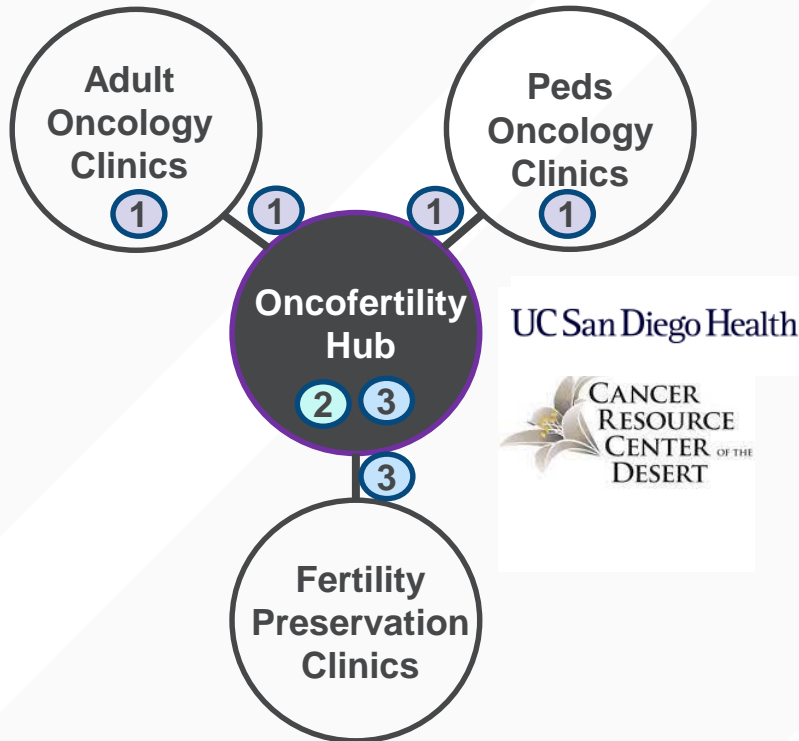 Adult
Oncology
Clinics
1
1
Peds
Oncology
Clinics
1
1
Oncofertility
Hub
2 3
3
Fertility
Preservation
Clinics
UC San Diego Health
CANCER
RESOURCE
CENTER OF THE
DESERT